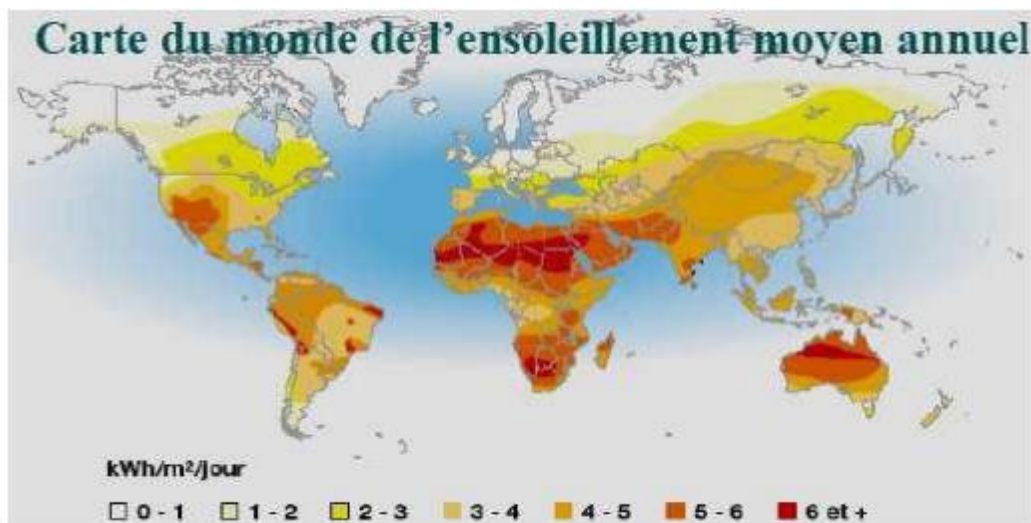 Carte du monde de l'ensoleillement moyen annuel
kWh/m²/jour
0 - 1 1 - 2 2 - 3 3 - 4 4 - 5 5 - 6 6 et +